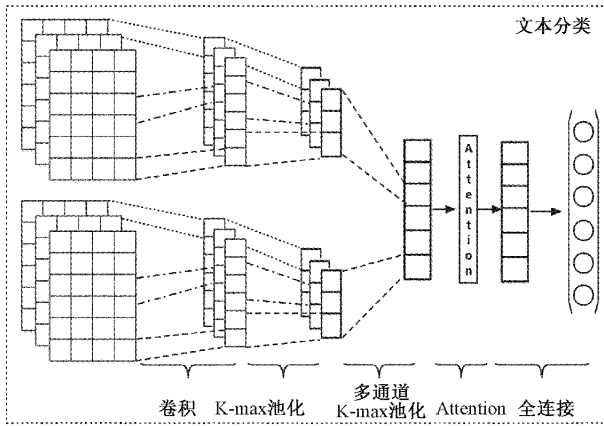 文本分类
Attention
卷积
K-max池化
多通道
K-max池化
Attention
全连接